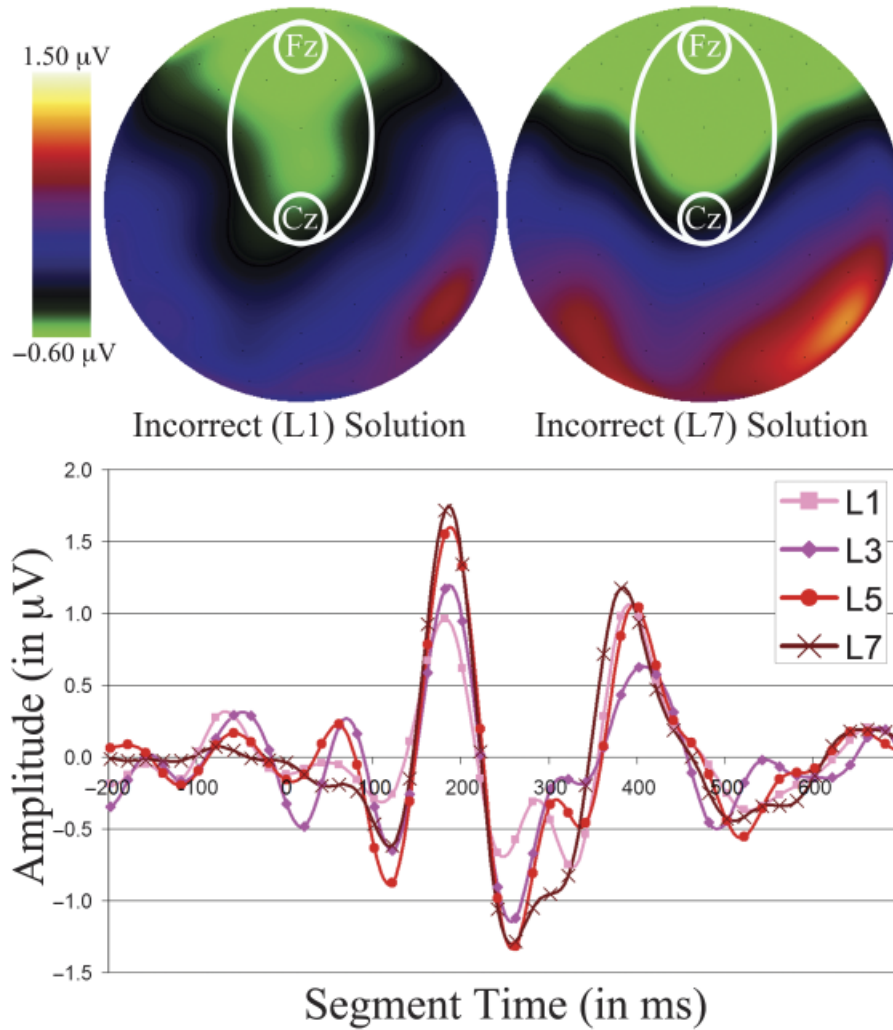 1.50 μV
−0.60 μV
Fz
Cz
Fz
Cz
Incorrect (L1) Solution
Incorrect (L7) Solution
Amplitude (in μV)
2.0
1.5
1.0
0.5
0.0
−0.5
−1.0
−1.5
−200
−100
0
100
200
300
400
500
600
L1
L3
L5
L7
Segment Time (in ms)